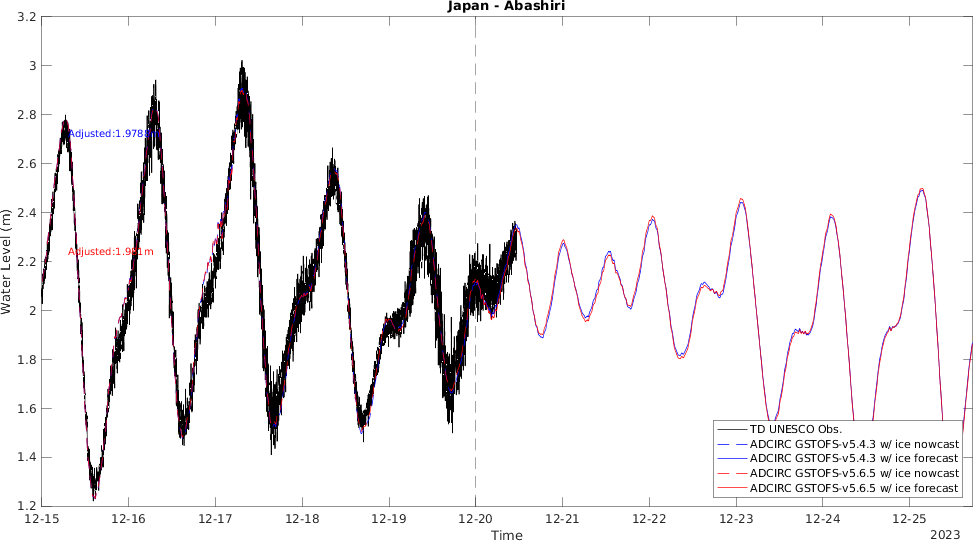 Japan - Abashiri
3.2
3
2.8
2.6
2.4
2.2
2
1.8
1.6
1.4
1.2
Water Level (m)
Adjusted:
Adjusted:
TD UNESCO Obs.
ADCIRC GSTOFS-v5.4.3 w/ ice nowcast
ADCIRC GSTOFS-v5.4.3 w/ ice forecast
ADCIRC GSTOFS-v5.6.5 w/ ice nowcast
ADCIRC GSTOFS-v5.6.5 w/ ice forecast
12-15
12-16
12-17
12-18
12-19
12-20
12-21
12-22
12-23
12-24
12-25
Time
2023